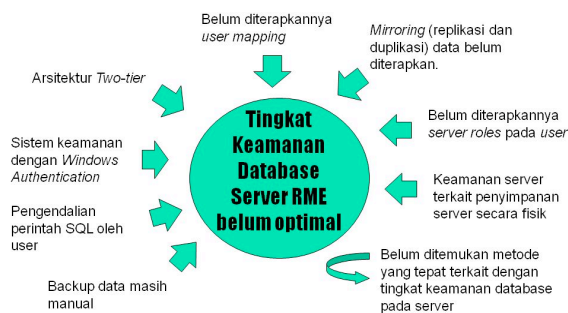 Belum diterapkannya
user mapping
Mirroring (replikasi dan
duplikasi) data belum
diterapkan.
Arsitektur Two-tier
Belum diterapkannya
server roles pada user
Sistem keamanan
dengan Windows
Authentication
Tingkat
Keamanan
Database
Server RME
belum optimal
Keamanan server
terkait penyimpanan
server secara fisik
Pengendalian
perintah SQL oleh
user
Belum ditemukan metode
yang tepat terkait dengan
tingkat keamanan database
pada server
Backup data masih
manual